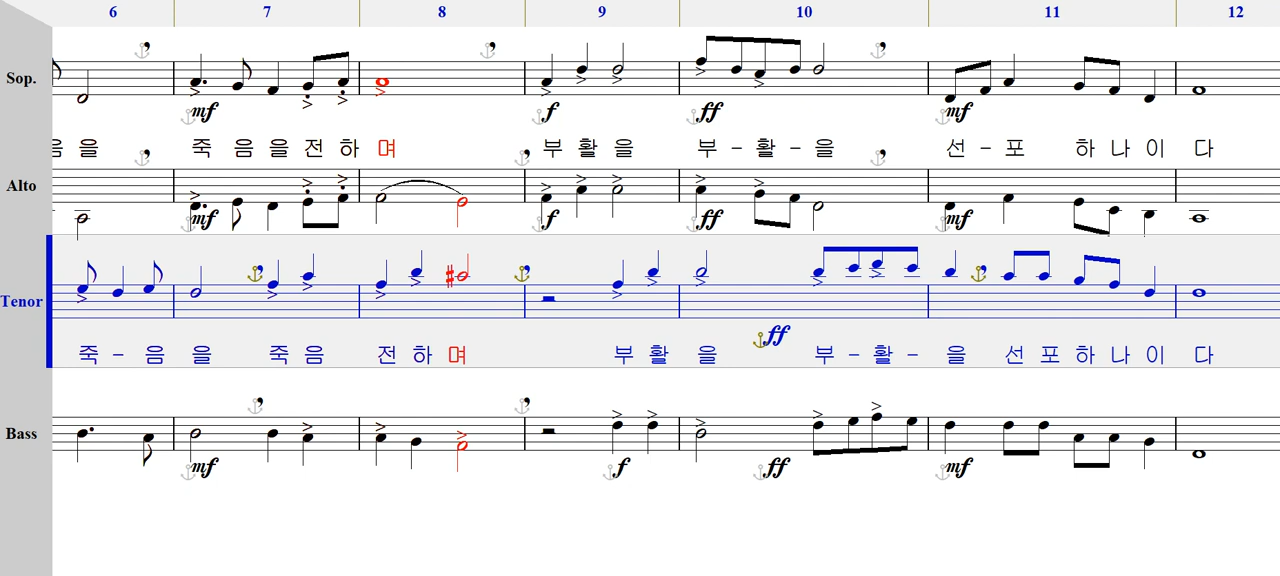 6 7 8 9 10 11 12
Sop.
mf f ff mf
음 을 죽 음 을 전 하 며 부 활 을 부 - 활 - 을 선 - 포 하 나 이 다
Alto
mf f ff mf
Tenor
ff
죽 - 음 을 죽 음 전 하 며 부 활 을 부 - 활 - 을 선 포 하 나 이 다
Bass
mf f ff mf